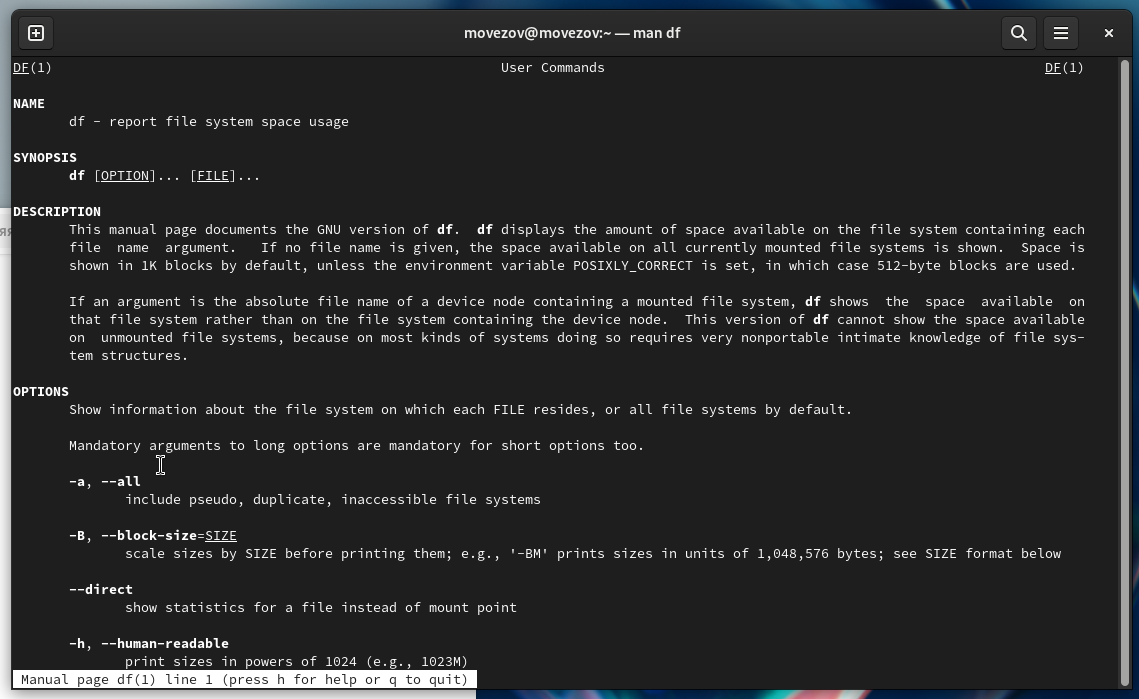 movezov@movezov:~ — man df
DF(1) User Commands DF(1)
NAME
df - report file system space usage
SYNOPSIS
df [OPTION]... [FILE]...
DESCRIPTION
This manual page documents the GNU version of df. df displays the amount of space available on the file system containing each
file name argument. If no file name is given, the space available on all currently mounted file systems is shown. Space is
shown in 1K blocks by default, unless the environment variable POSIXLY_CORRECT is set, in which case 512-byte blocks are used.
If an argument is the absolute file name of a device node containing a mounted file system, df shows the space available on
that file system rather than on the file system containing the device node. This version of df cannot show the space available
on unmounted file systems, because on most kinds of systems doing so requires very nonportable intimate knowledge of file sys-
tem structures.
OPTIONS
Show information about the file system on which each FILE resides, or all file systems by default.
Mandatory arguments to long options are mandatory for short options too.
-a, --all
include pseudo, duplicate, inaccessible file systems
-B, --block-size=SIZE
scale sizes by SIZE before printing them; e.g., '-BM' prints sizes in units of 1,048,576 bytes; see SIZE format below
--direct
show statistics for a file instead of mount point
-h, --human-readable
print sizes in powers of 1024 (e.g., 1023M)
Manual page df(1) line 1 (press h for help or q to quit)